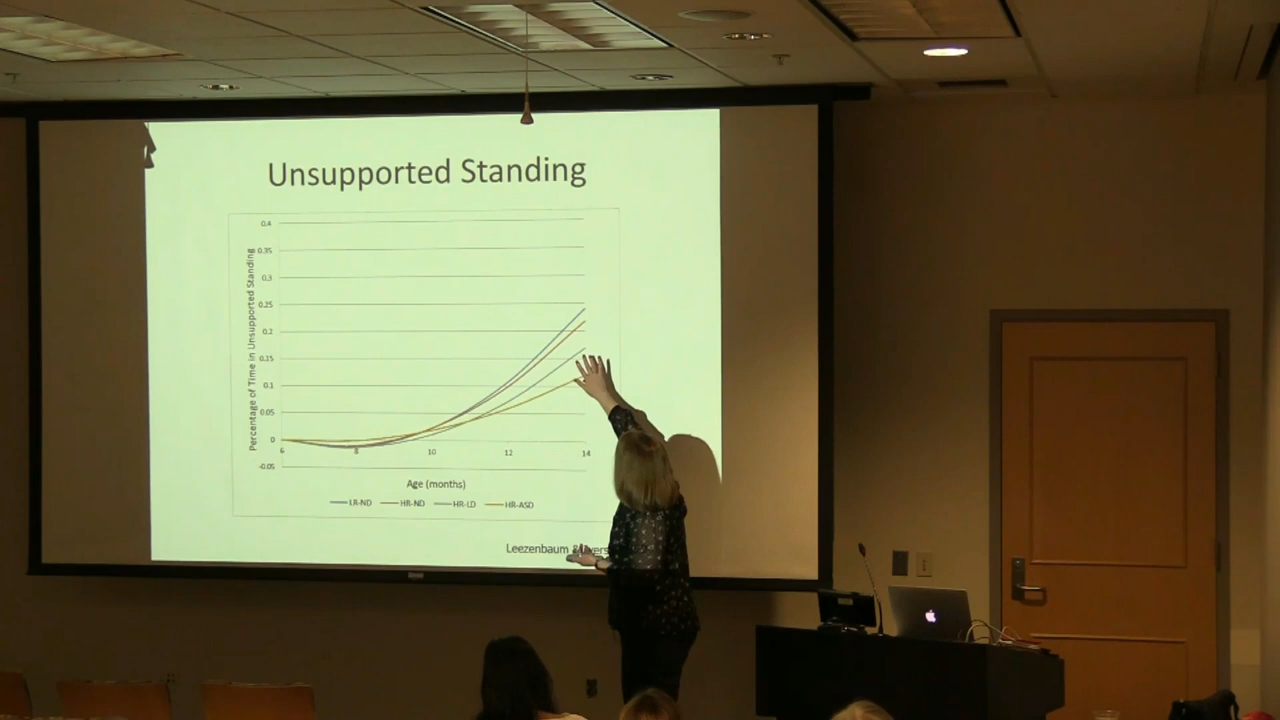 Unsupported Standing
Percentage of Time in Unsupported Standing
0.4
0.35
0.3
0.25
0.2
0.15
0.1
0.05
0
-0.05
6 8 10 12 14
Age (months)
LR-ND HR-ND HR-LD HR-ASD
Leezenbaum